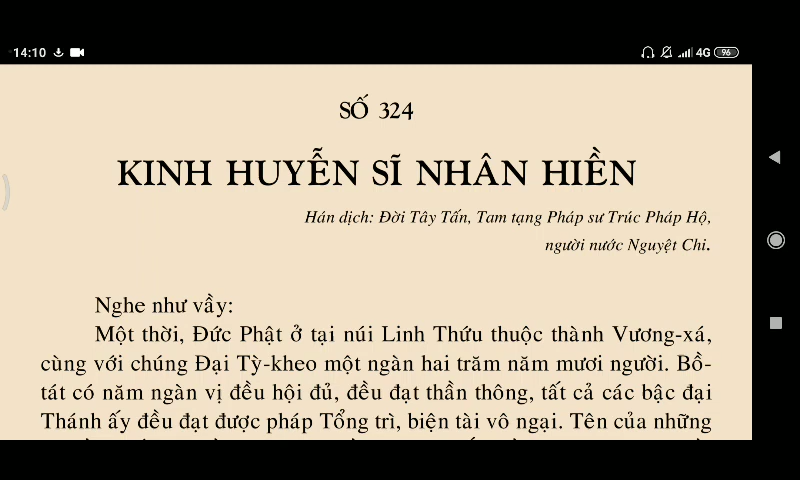 14:10
4G
96
SỐ 324
KINH HUYỄN SĨ NHÂN HIỀN
Hán dịch: Đời Tây Tấn, Tam tạng Pháp sư Trúc Pháp Hộ,
người nước Nguyệt Chi.
Nghe như vầy:
Một thời, Đức Phật ở tại núi Linh Thứu thuộc thành Vương-xá,
cùng với chúng Đại Tỳ-kheo một ngàn hai trăm năm mươi người. Bồ-
tát có năm ngàn vị đều hội đủ, đều đạt thần thông, tất cả các bậc đại
Thánh ấy đều đạt được pháp Tổng trì, biện tài vô ngại. Tên của những